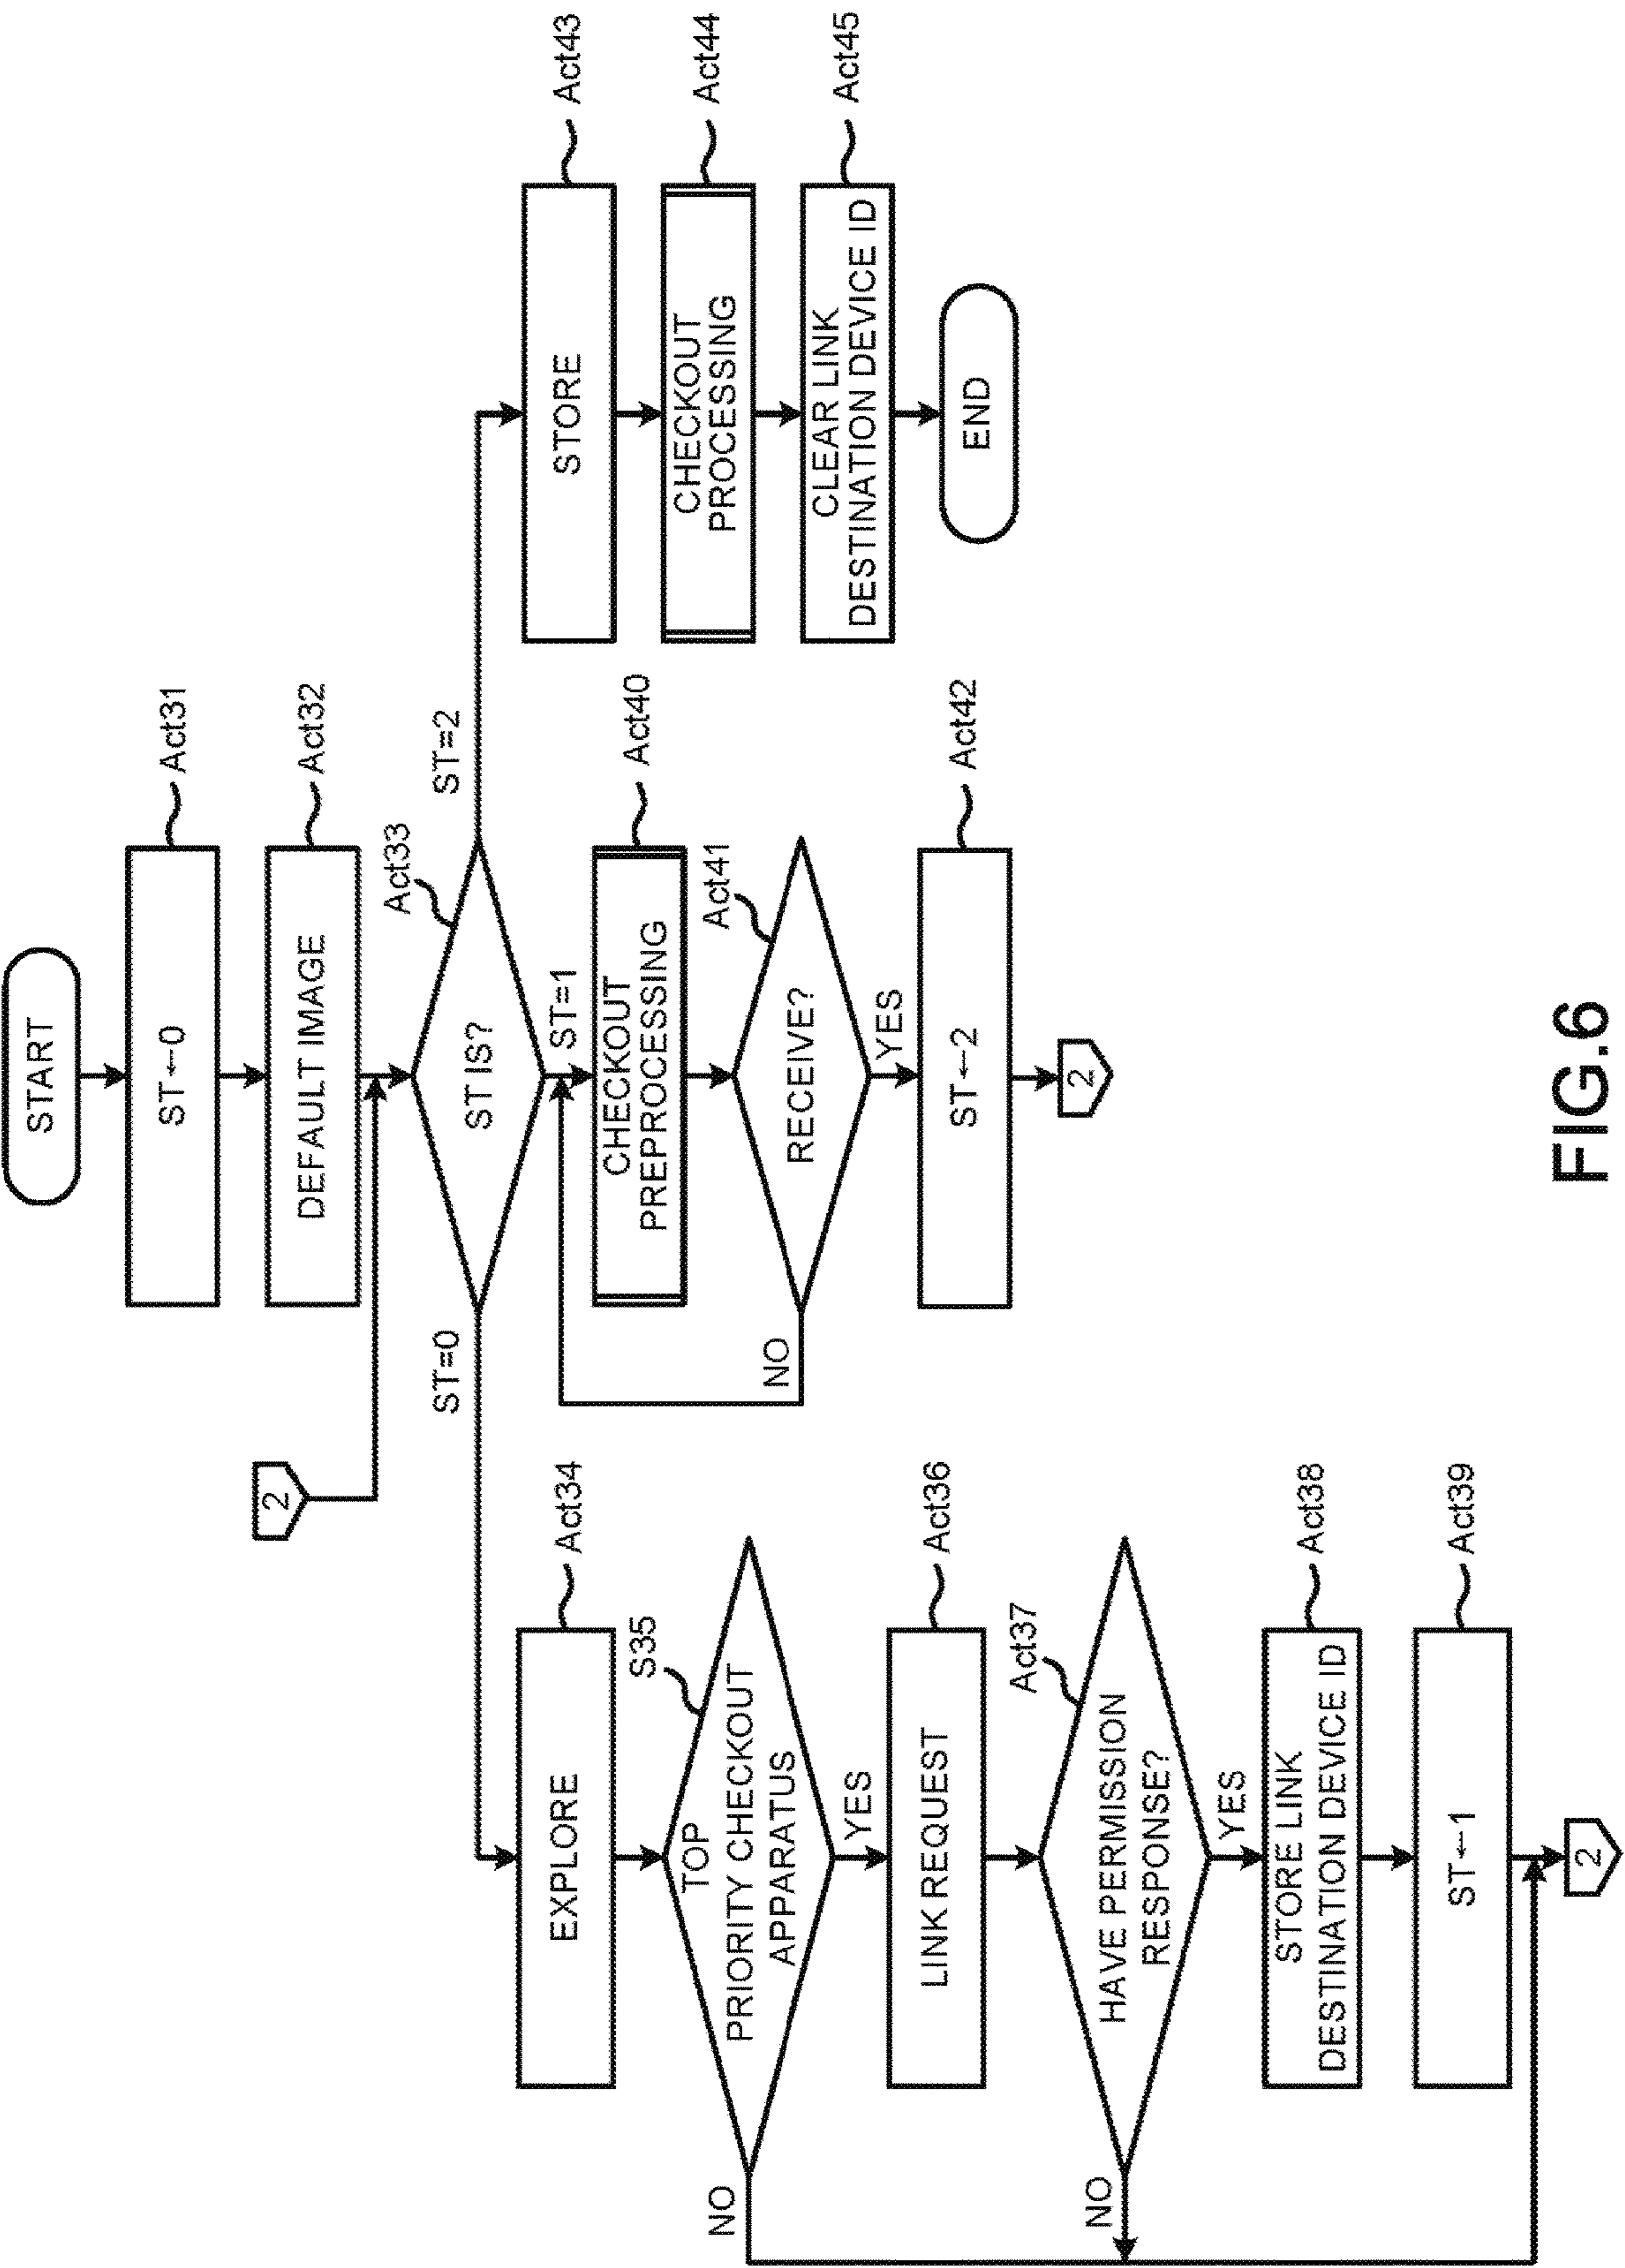 START
ST←0
Act31
DEFAULT IMAGE
Act32
2
ST IS?
Act33
ST=0
ST=1
ST=2
EXPLORE
Act34
TOP
PRIORITY CHECKOUT
APPARATUS
S35
NO
YES
LINK REQUEST
Act36
HAVE PERMISSION
RESPONSE?
Act37
NO
YES
STORE LINK
DESTINATION DEVICE ID
Act38
ST←1
Act39
2
CHECKOUT
PREPROCESSING
Act40
RECEIVE?
Act41
NO
YES
ST←2
Act42
2
STORE
Act43
CHECKOUT
PROCESSING
Act44
CLEAR LINK
DESTINATION DEVICE ID
Act45
END
FIG.6